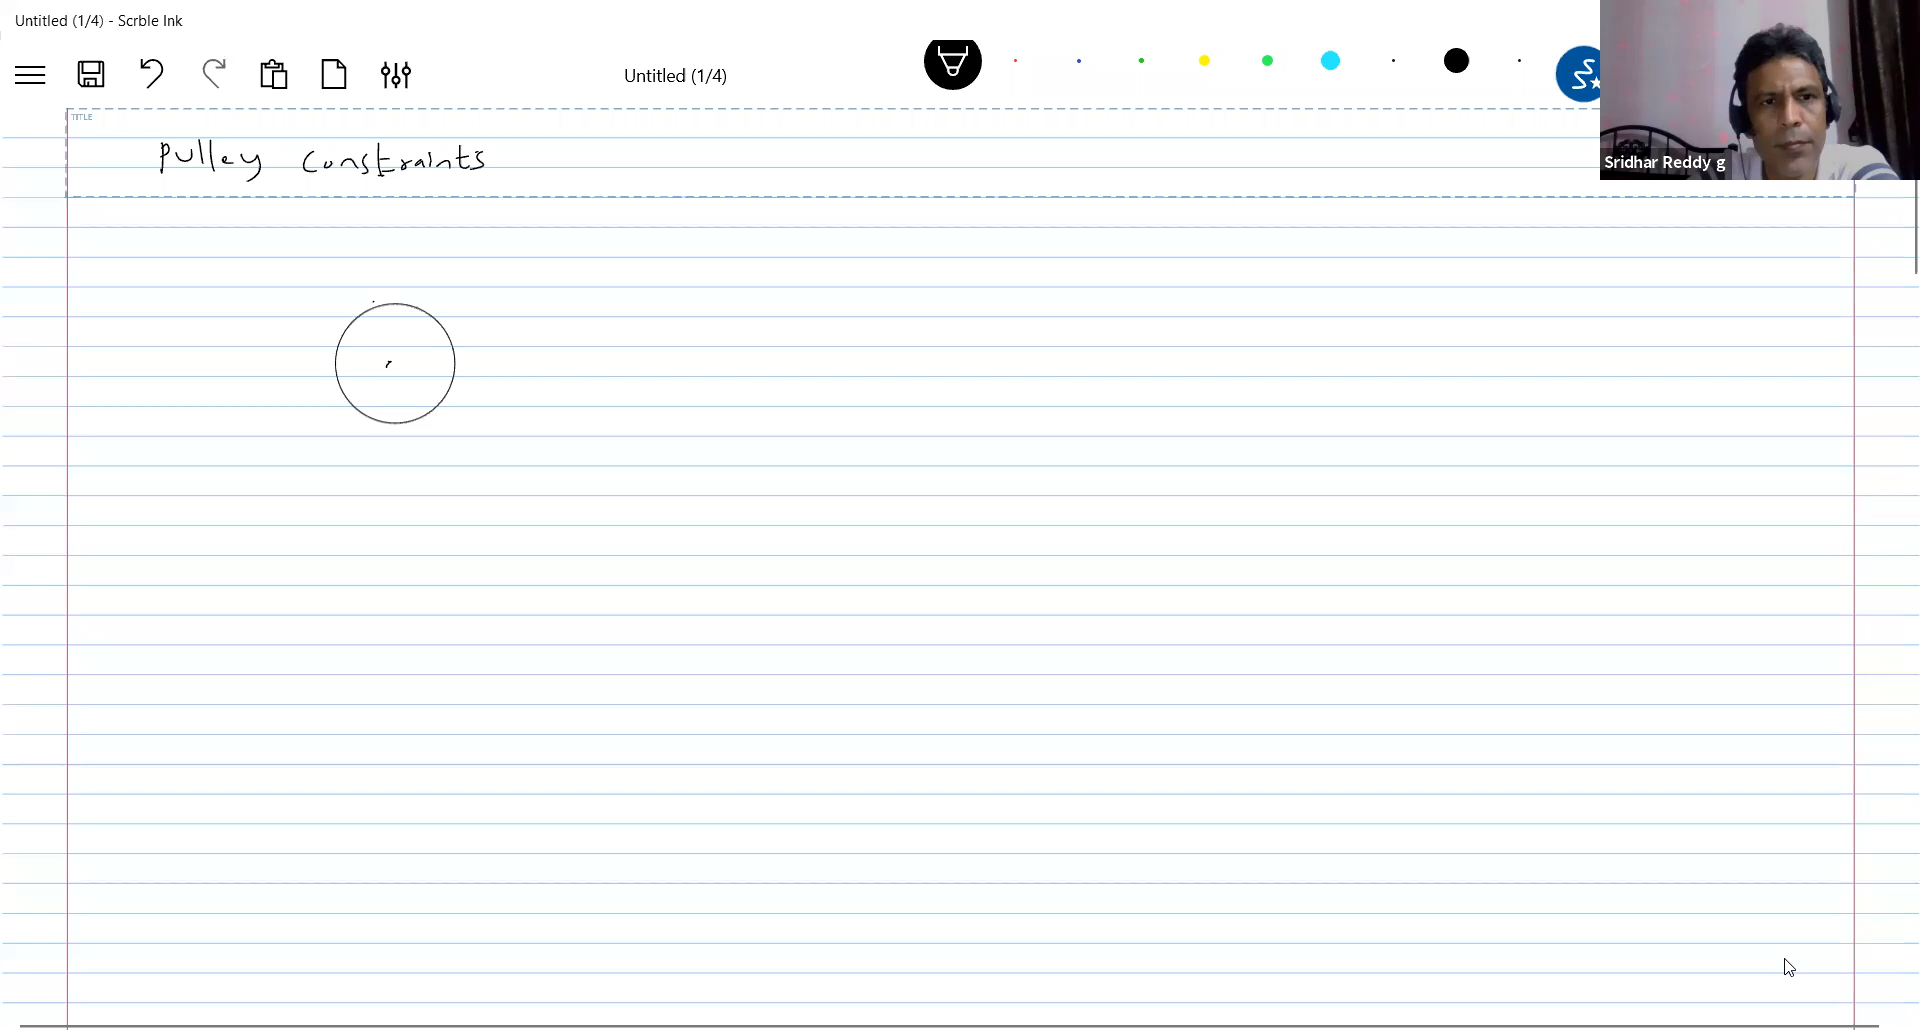 Untitled (1/4) - Scrble Ink
Untitled (1/4)
Sridhar Reddy g
TITLE
Pulley constraints